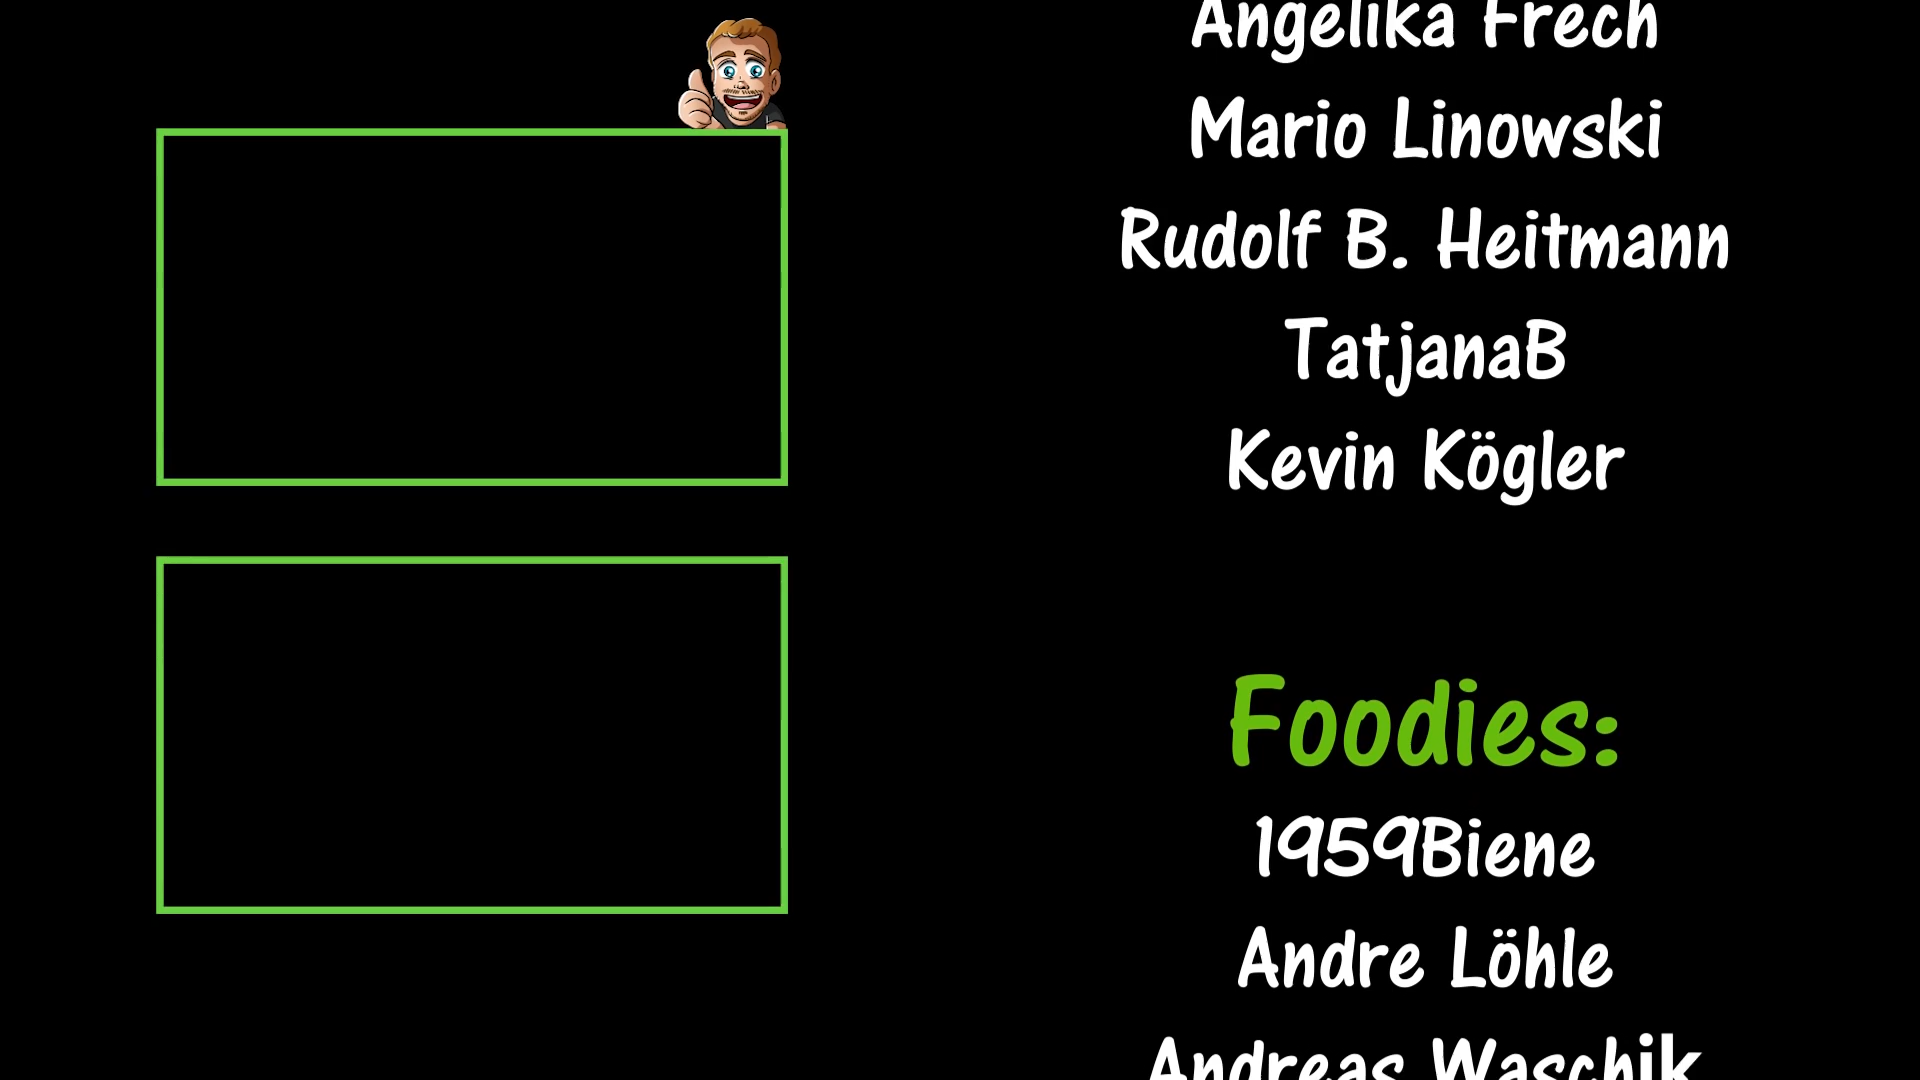 Angelika Frech
Mario Linowski
Rudolf B. Heitmann
TatjanaB
Kevin Kögler
Foodies:
1959Biene
Andre Löhle
Andreas Waschik